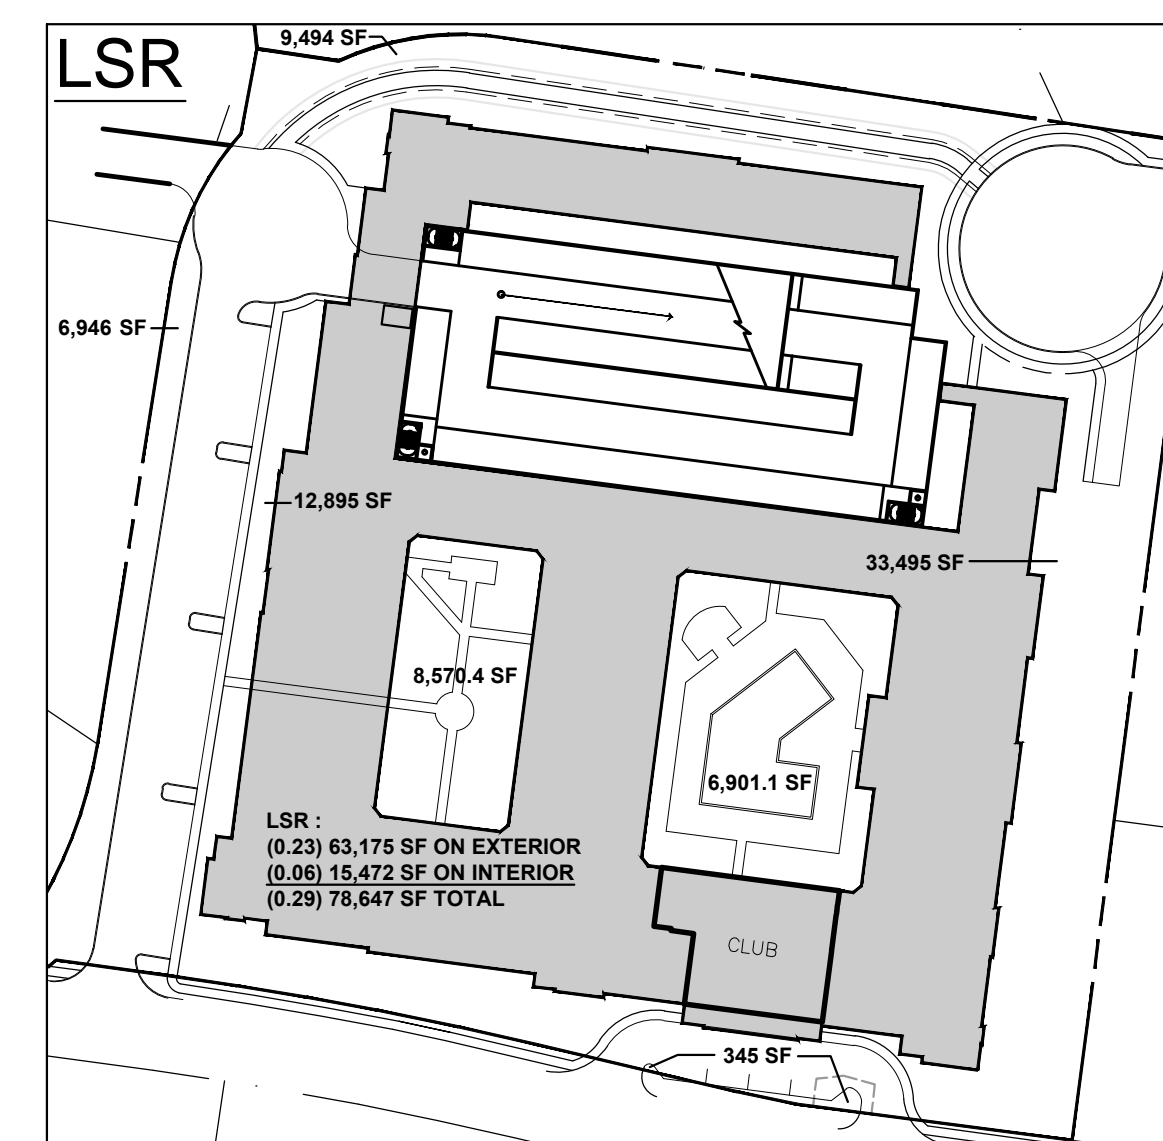 LSR
9,494 SF
6,946 SF
12,895 SF
33,495 SF
8,570.4 SF
6,901.1 SF
LSR :
(0.23) 63,175 SF ON EXTERIOR
(0.06) 15,472 SF ON INTERIOR
(0.29) 78,647 SF TOTAL
CLUB
345 SF